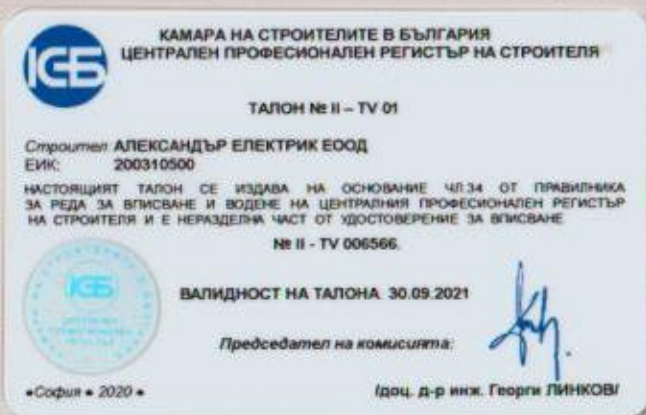 КАМАРА НА СТРОИТЕЛИТЕ В БЪЛГАРИЯ
ЦЕНТРАЛЕН ПРОФЕСИОНАЛЕН РЕГИСТЪР НА СТРОИТЕЛЯ
КСБ
ТАЛОН № II – TV 01
Строител: АЛЕКСАНДЪР ЕЛЕКТРИК ЕООД
ЕИК: 200310500
НАСТОЯЩИЯТ ТАЛОН СЕ ИЗДАВА НА ОСНОВАНИЕ ЧЛ.34 ОТ ПРАВИЛНИКА
ЗА РЕДА ЗА ВПИСВАНЕ И ВОДЕНЕ НА ЦЕНТРАЛНИЯ ПРОФЕСИОНАЛЕН РЕГИСТЪР
НА СТРОИТЕЛЯ И Е НЕРАЗДЕЛНА ЧАСТ ОТ УДОСТОВЕРЕНИЕ ЗА ВПИСВАНЕ
№ II - TV 006566.
КСБ
ВАЛИДНОСТ НА ТАЛОНА 30.09.2021
Председател на комисията:
•София • 2020 •
/доц. д-р инж. Георги ЛИНКОВ/